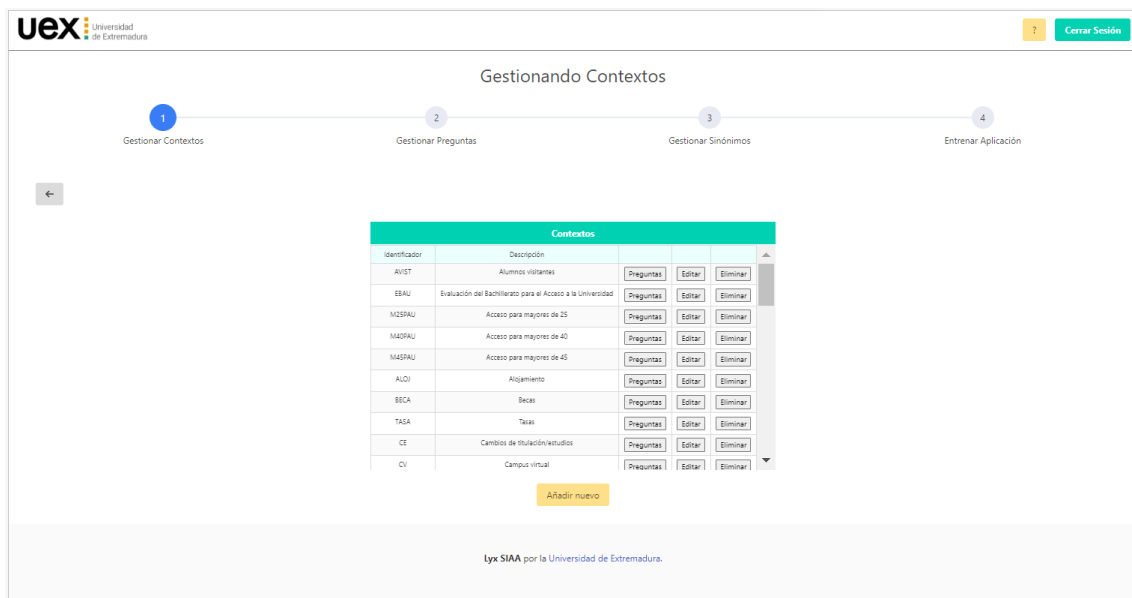 uex Universidad
de Extremadura
? Cerrar Sesión
Gestionando Contextos
1 2 3 4
Gestionar Contextos Gestionar Preguntas Gestionar Sinónimos Entrenar Aplicación
Contextos
Identificador Descripción
AVIST Alumnos visitantes Preguntas Editar Eliminar
EBAU Evaluación del Bachillerato para el Acceso a la Universidad Preguntas Editar Eliminar
M25PAU Acceso para mayores de 25 Preguntas Editar Eliminar
M40PAU Acceso para mayores de 40 Preguntas Editar Eliminar
M45PAU Acceso para mayores de 45 Preguntas Editar Eliminar
ALOJ Alojamiento Preguntas Editar Eliminar
BECA Becas Preguntas Editar Eliminar
TASA Tasas Preguntas Editar Eliminar
CE Cambios de titulación/estudios Preguntas Editar Eliminar
CV Campus virtual Preguntas Editar Eliminar
Añadir nuevo
Lyx SIAA por la Universidad de Extremadura.